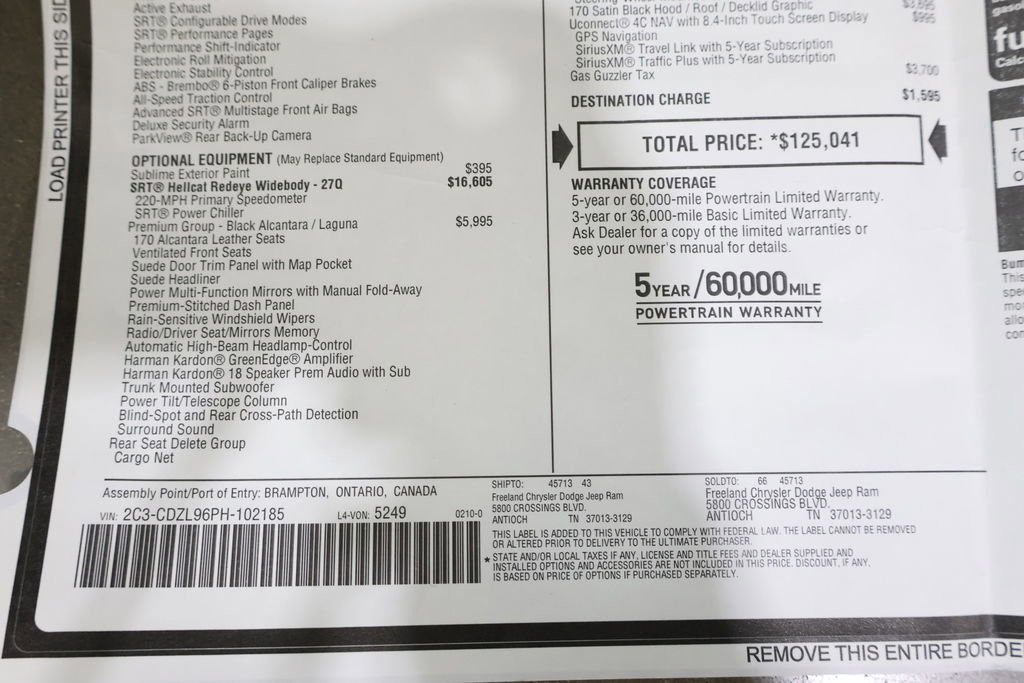 LOAD PRINTER THIS SID
Active Exhaust
SRT® Configurable Drive Modes
SRT® Performance Pages
Performance Shift-Indicator
Electronic Roll Mitigation
Electronic Stability Control
ABS - Brembo® 6-Piston Front Caliper Brakes
All-Speed Traction Control
Advanced SRT® Multistage Front Air Bags
Deluxe Security Alarm
ParkView® Rear Back-Up Camera
OPTIONAL EQUIPMENT (May Replace Standard Equipment)
Sublime Exterior Paint $395
SRT® Hellcat Redeye Widebody - 27Q $16,605
220-MPH Primary Speedometer
SRT® Power Chiller
Premium Group - Black Alcantara / Laguna $5,995
170 Alcantara Leather Seats
Ventilated Front Seats
Suede Door Trim Panel with Map Pocket
Suede Headliner
Power Multi-Function Mirrors with Manual Fold-Away
Premium-Stitched Dash Panel
Rain-Sensitive Windshield Wipers
Radio/Driver Seat/Mirrors Memory
Automatic High-Beam Headlamp-Control
Harman Kardon® GreenEdge® Amplifier
Harman Kardon® 18 Speaker Prem Audio with Sub
Trunk Mounted Subwoofer
Power Tilt/Telescope Column
Blind-Spot and Rear Cross-Path Detection
Surround Sound
Rear Seat Delete Group
Cargo Net
170 Satin Black Hood / Roof / Decklid Graphic $3,695
Uconnect® 4C NAV with 8.4-Inch Touch Screen Display $995
GPS Navigation
SiriusXM® Travel Link with 5-Year Subscription
SiriusXM® Traffic Plus with 5-Year Subscription
Gas Guzzler Tax $3,700
DESTINATION CHARGE $1,595
TOTAL PRICE: *$125,041
WARRANTY COVERAGE
5-year or 60,000-mile Powertrain Limited Warranty.
3-year or 36,000-mile Basic Limited Warranty.
Ask Dealer for a copy of the limited warranties or
see your owner's manual for details.
5 YEAR / 60,000 MILE
POWERTRAIN WARRANTY
Assembly Point/Port of Entry: BRAMPTON, ONTARIO, CANADA
VIN: 2C3-CDZL96PH-102185 L4-VON: 5249 0210-0
SHIPTO: 45713 43
Freeland Chrysler Dodge Jeep Ram
5800 CROSSINGS BLVD.
ANTIOCH TN 37013-3129
SOLDTO: 66 45713
Freeland Chrysler Dodge Jeep Ram
5800 CROSSINGS BLVD.
ANTIOCH TN 37013-3129
THIS LABEL IS ADDED TO THIS VEHICLE TO COMPLY WITH FEDERAL LAW. THE LABEL CANNOT BE REMOVED
OR ALTERED PRIOR TO DELIVERY TO THE ULTIMATE PURCHASER.
* STATE AND/OR LOCAL TAXES IF ANY, LICENSE AND TITLE FEES AND DEALER SUPPLIED AND
INSTALLED OPTIONS AND ACCESSORIES ARE NOT INCLUDED IN THIS PRICE. DISCOUNT, IF ANY,
IS BASED ON PRICE OF OPTIONS IF PURCHASED SEPARATELY.
REMOVE THIS ENTIRE BORDE